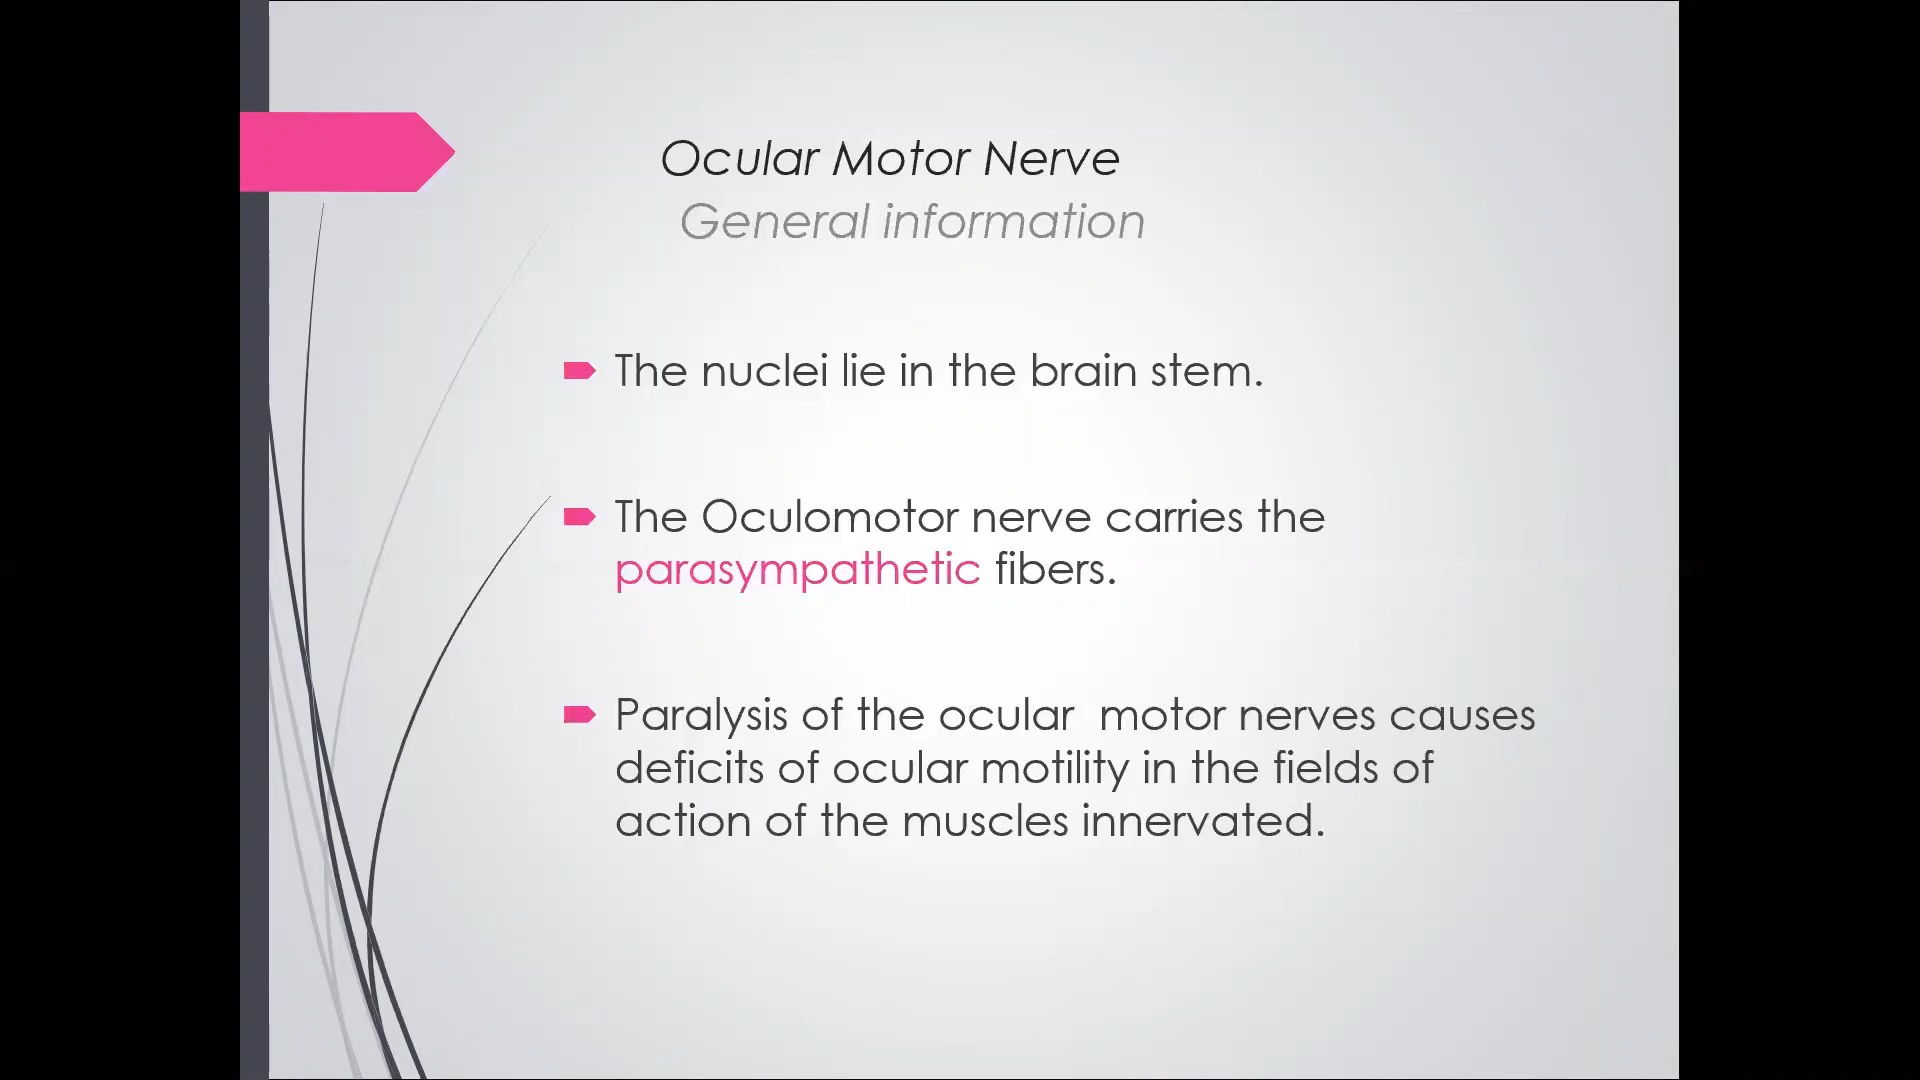 Ocular Motor Nerve
General information
The nuclei lie in the brain stem.
The Oculomotor nerve carries the
parasympathetic fibers.
Paralysis of the ocular  motor nerves causes
deficits of ocular motility in the fields of
action of the muscles innervated.